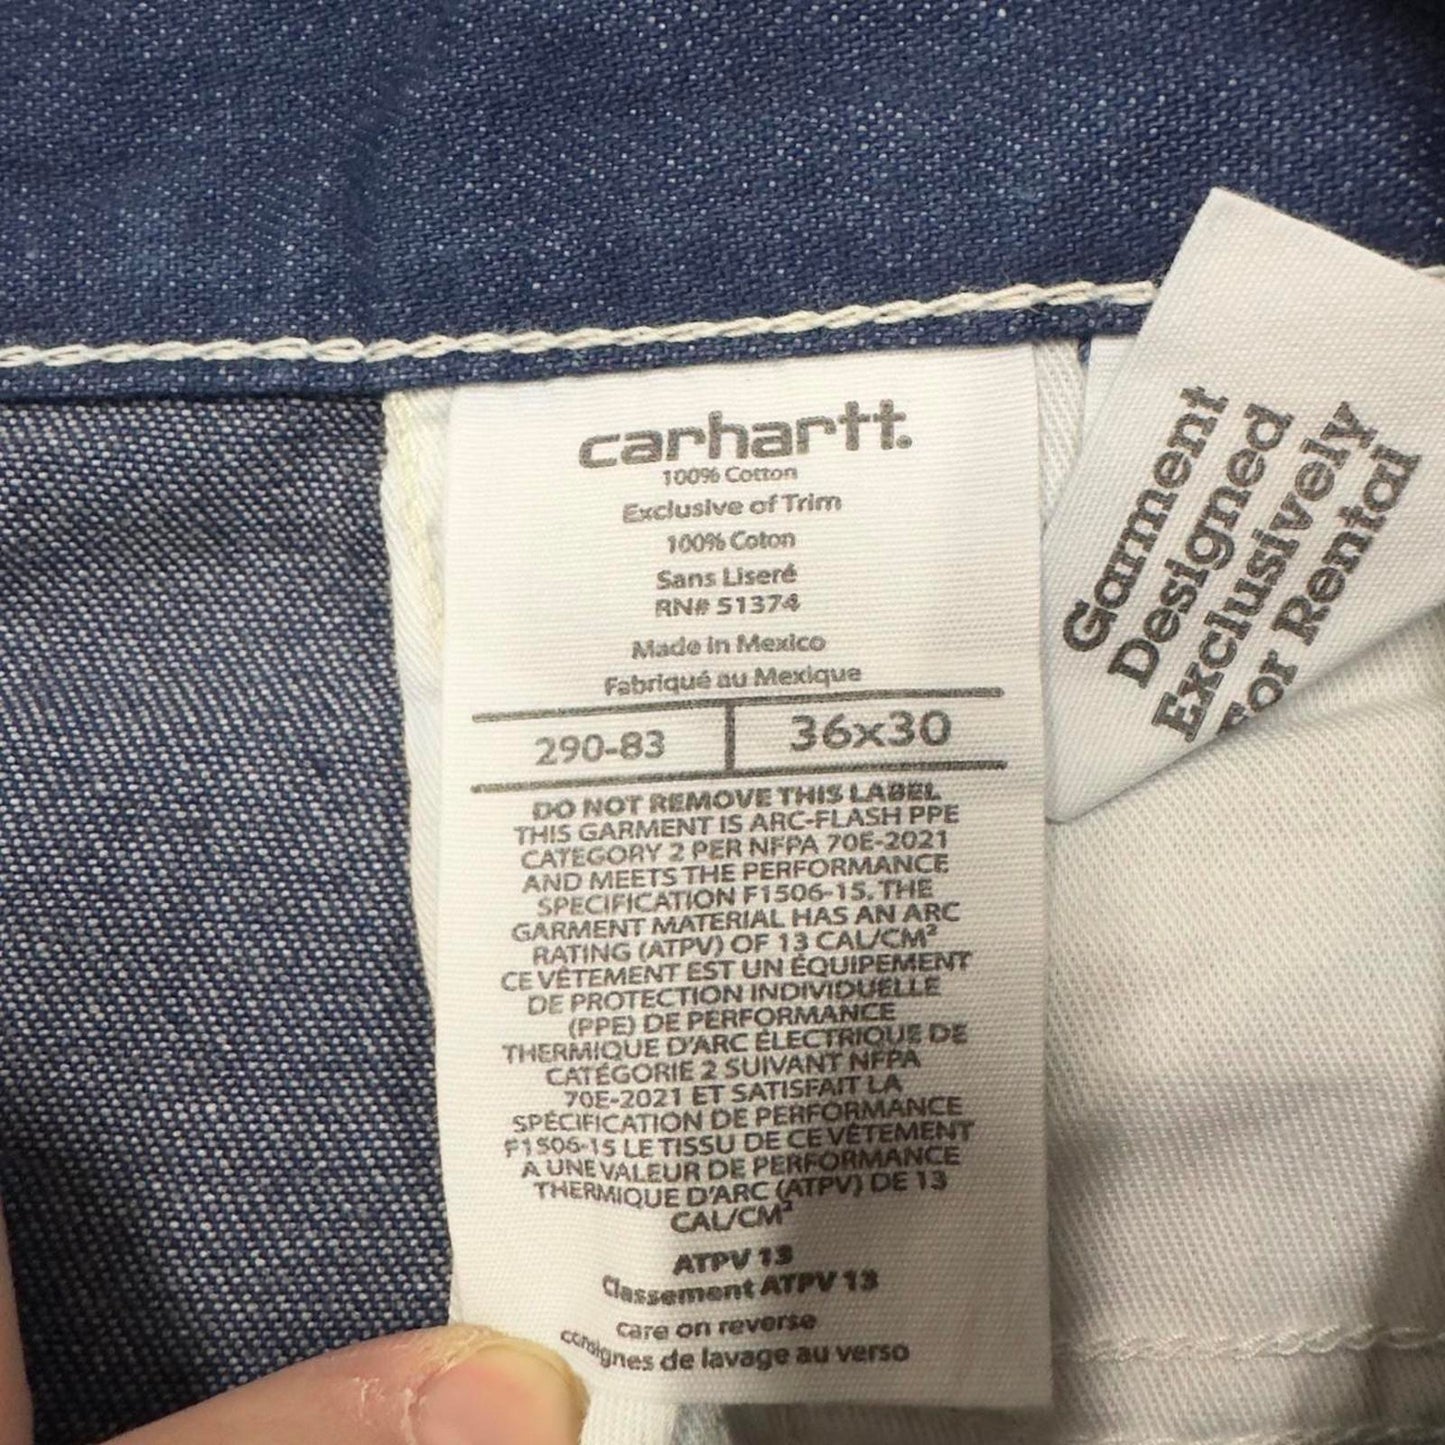 carhartt.
100% Cotton
Exclusive of Trim
100% Coton
Sans Liseré
RN# 51374
Made in Mexico
Fabriqué au Mexique
290-83
36x30
DO NOT REMOVE THIS LABEL
THIS GARMENT IS ARC-FLASH PPE
CATEGORY 2 PER NFPA 70E-2021
AND MEETS THE PERFORMANCE
SPECIFICATION F1506-15. THE
GARMENT MATERIAL HAS AN ARC
RATING (ATPV) OF 13 CAL/CM²
CE VÊTEMENT EST UN ÉQUIPEMENT
DE PROTECTION INDIVIDUELLE
(PPE) DE PERFORMANCE
THERMIQUE D'ARC ÉLECTRIQUE DE
CATÉGORIE 2 SUIVANT NFPA
70E-2021 ET SATISFAIT LA
SPÉCIFICATION DE PERFORMANCE
F1506-15 LE TISSU DE CE VÊTEMENT
A UNE VALEUR DE PERFORMANCE
THERMIQUE D'ARC (ATPV) DE 13
CAL/CM²
ATPV 13
Classement ATPV 13
care on reverse
consignes de lavage au verso
Garment
Designed
Exclusively
For Rental